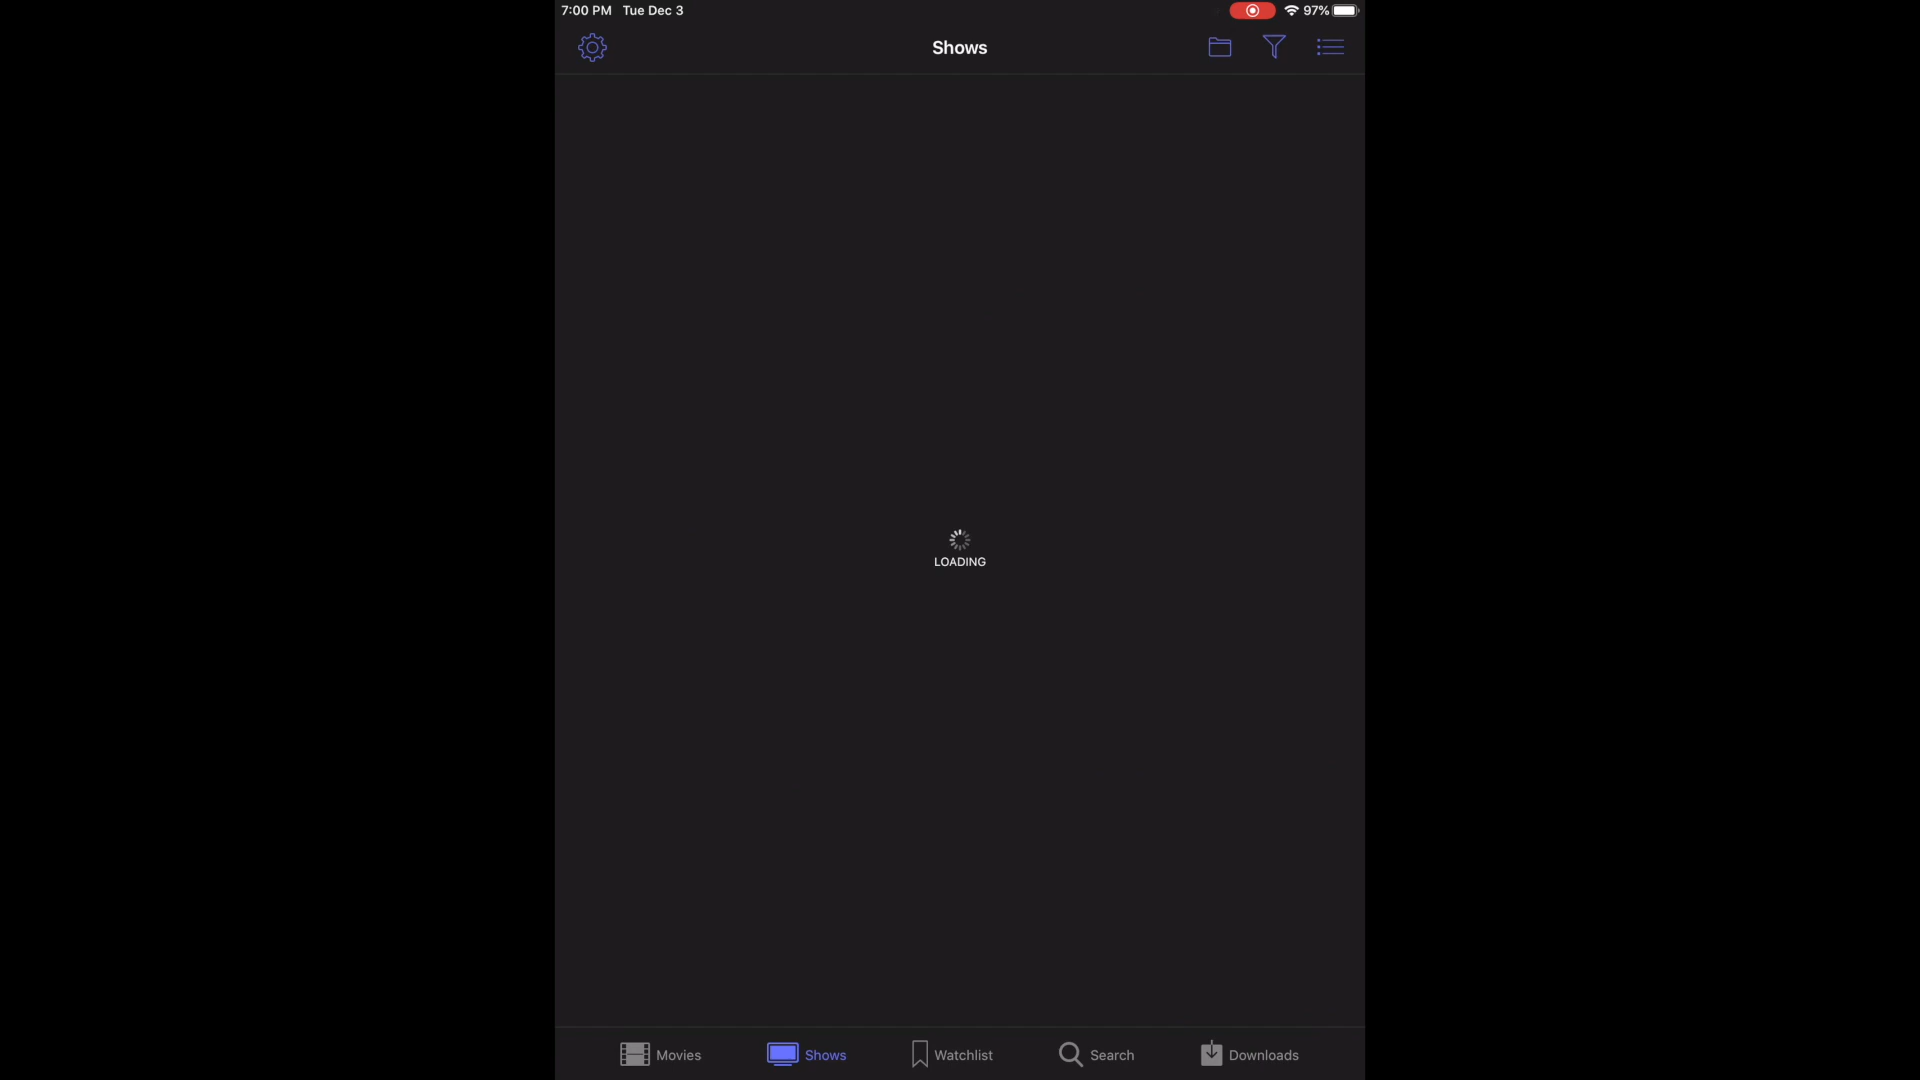 7:00 PM Tue Dec 3
97%
Shows
LOADING
Movies
Shows
Watchlist
Search
Downloads